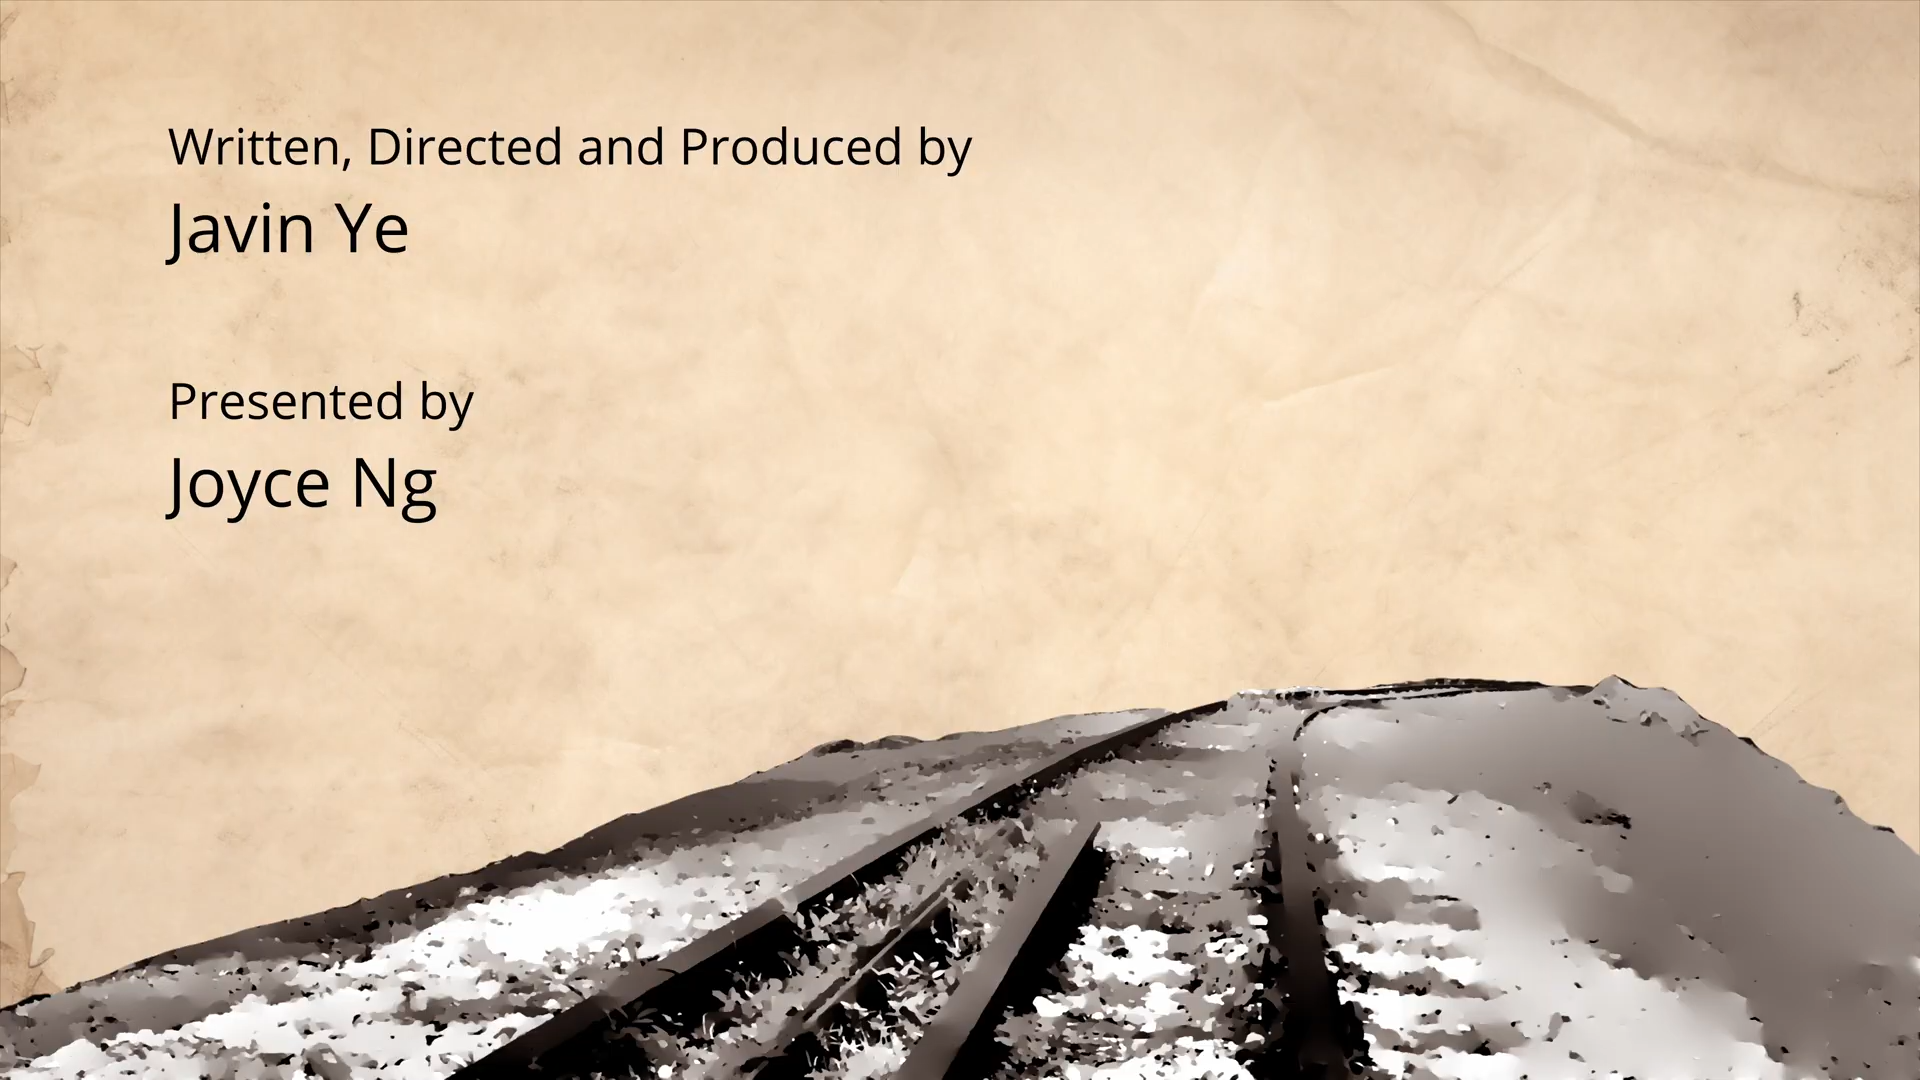 Written, Directed and Produced by
Javin Ye
Presented by
Joyce Ng